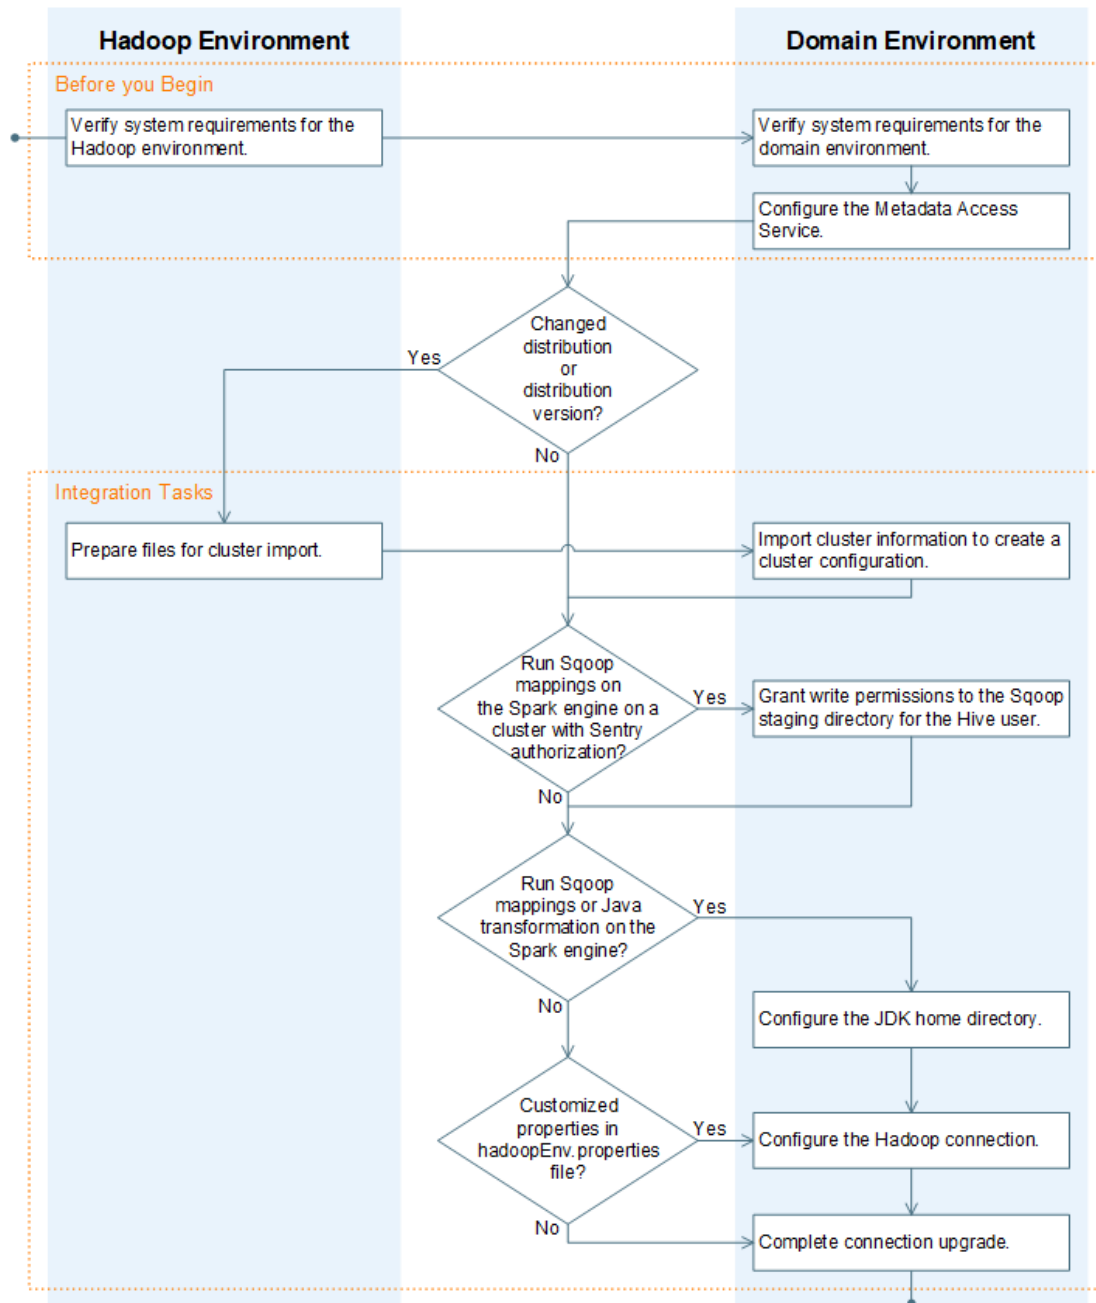 Hadoop Environment
Domain Environment
Before you Begin
Verify system requirements for the
Hadoop environment.
Verify system requirements for the
domain environment.
Configure the Metadata Access
Service.
Changed
distribution
or
distribution
version?
Yes
No
Integration Tasks
Prepare files for cluster import.
Import cluster information to create a
cluster configuration.
Run Sqoop
mappings on
the Spark engine on a
cluster with Sentry
authorization?
Yes
Grant write permissions to the Sqoop
staging directory for the Hive user.
No
Run Sqoop
mappings or Java
transformation on the
Spark engine?
Yes
No
Configure the JDK home directory.
Customized
properties in
hadoopEnv.properties
file?
Yes
Configure the Hadoop connection.
No
Complete connection upgrade.